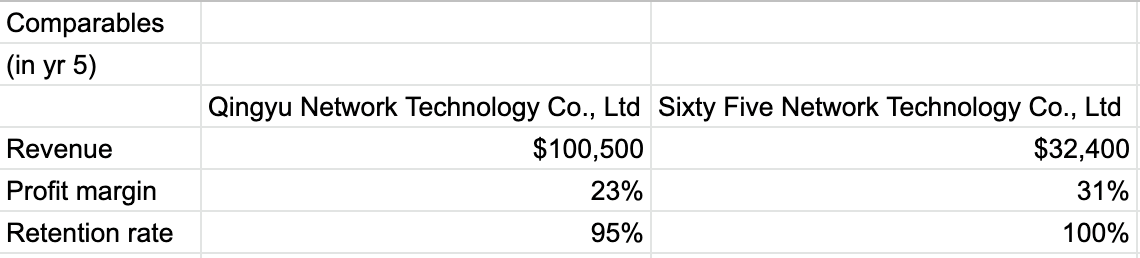 Comparables
(in yr 5)
Qingyu Network Technology Co., Ltd Sixty Five Network Technology Co., Ltd
Revenue $100,500 $32,400
Profit margin 23% 31%
Retention rate 95% 100%